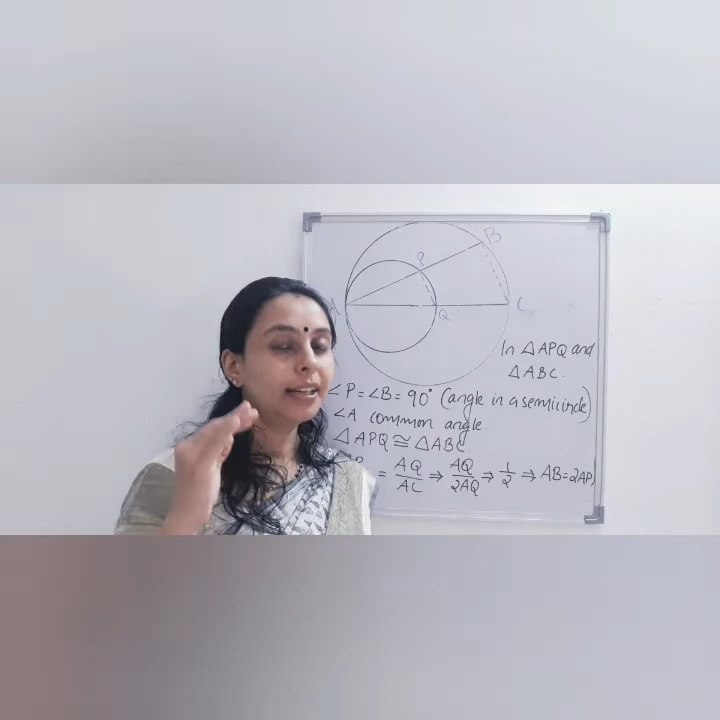 B
P
A
Q
C
In △APQ and
△ABC.
∠P = ∠B = 90° (angle in a semicircle)
∠A common angle.
△APQ ≅ △ABC
= AQ/AC ⇒ AQ/2AQ ⇒ 1/2 ⇒ AB = 2AP